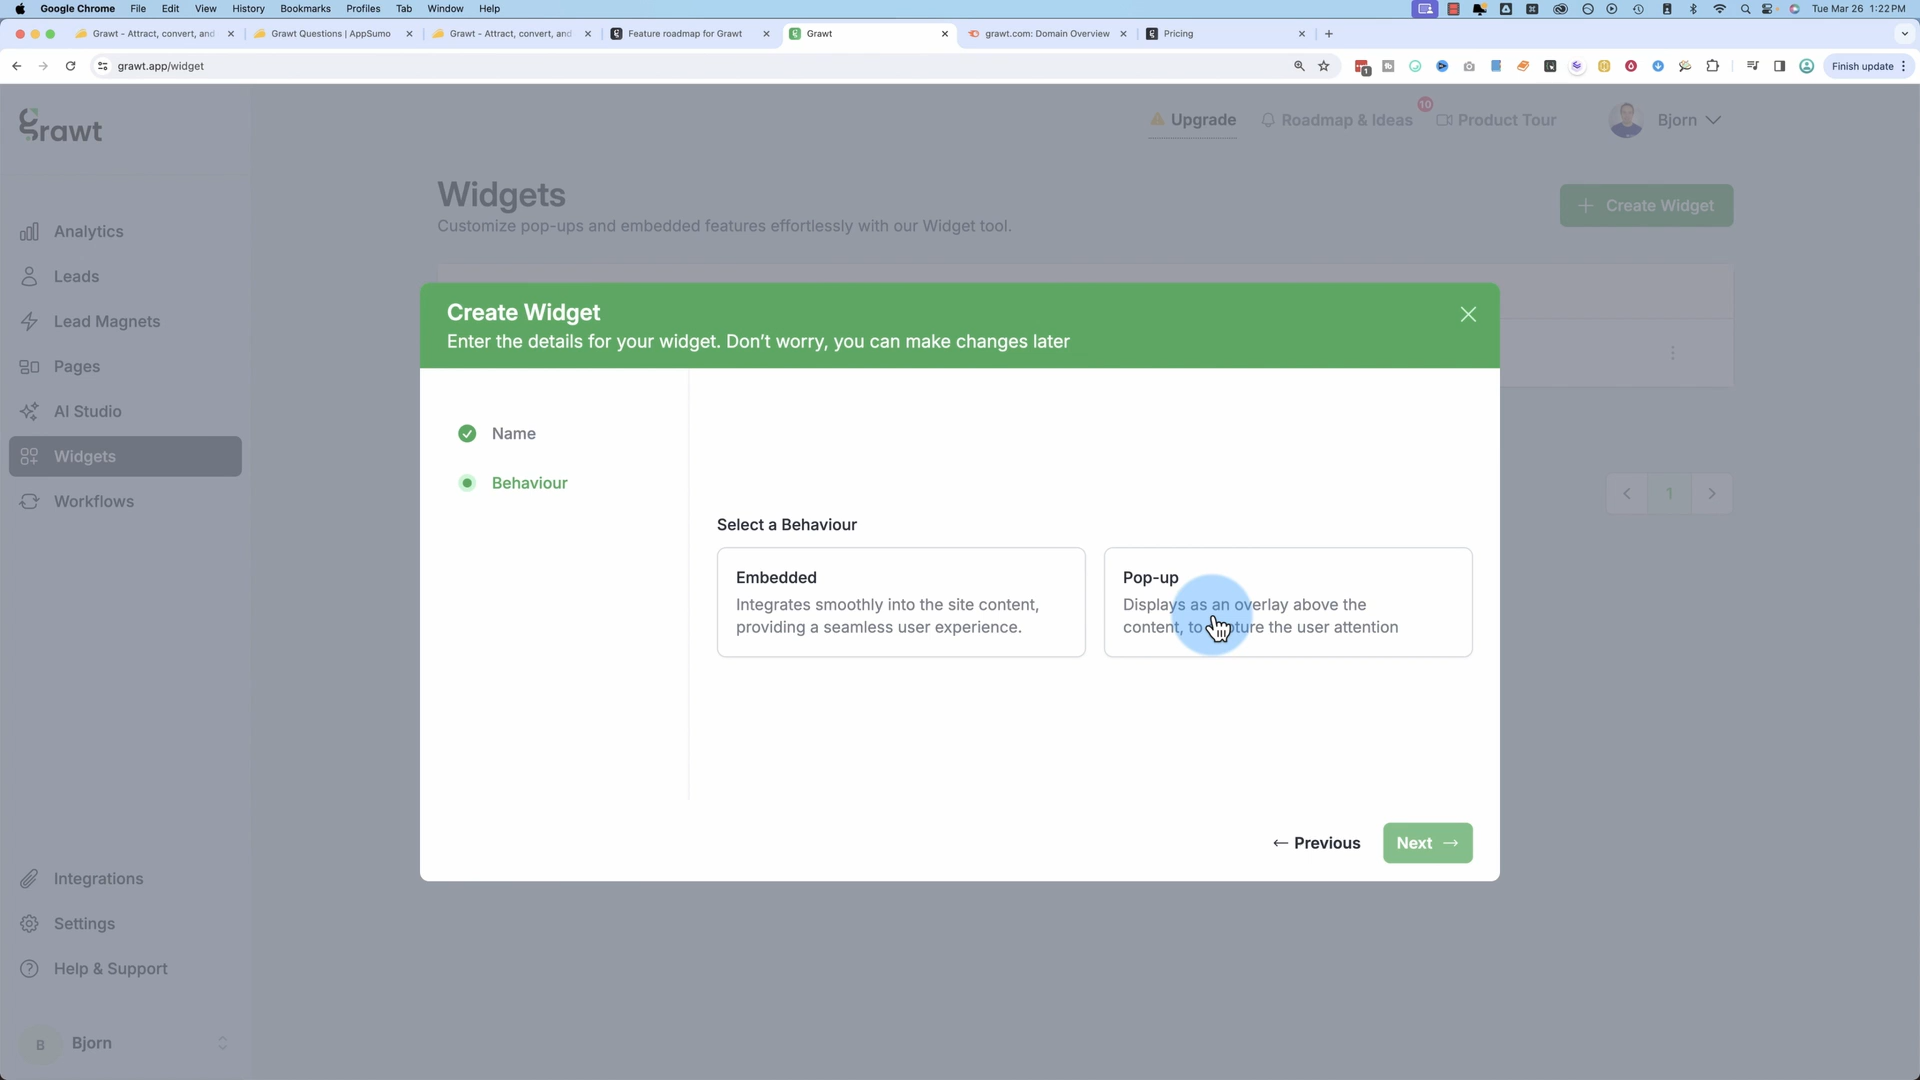 Google Chrome File Edit View History Bookmarks Profiles Tab Window Help Tue Mar 26 1:22 PM
Grawt - Attract, convert, and Grawt Questions | AppSumo Grawt - Attract, convert, and Feature roadmap for Grawt Grawt grawt.com: Domain Overview Pricing
grawt.app/widget 1 Finish update
grawt
Upgrade Roadmap & Ideas 10 Product Tour Bjorn
Widgets
Customize pop-ups and embedded features effortlessly with our Widget tool.
Create Widget
Analytics
Leads
Lead Magnets
Pages
AI Studio
Widgets
Workflows
Create Widget
Enter the details for your widget. Don't worry, you can make changes later
Name
Behaviour
Select a Behaviour
Embedded
Integrates smoothly into the site content,
providing a seamless user experience.
Pop-up
Displays as an overlay above the
content, to the user attention
Previous Next
1
Integrations
Settings
Help & Support
B Bjorn